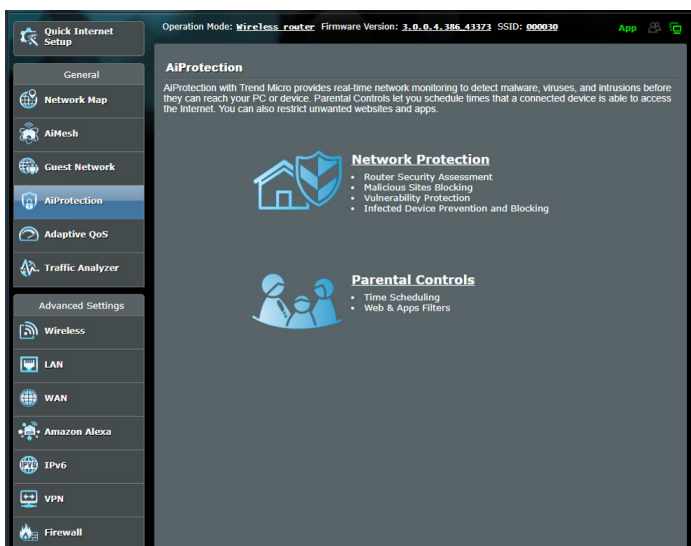 Quick Internet
Setup
Operation Mode: Wireless router Firmware Version: 3.0.0.4.386_43373 SSID: 000030
App
General
Network Map
AiMesh
Guest Network
AiProtection
Adaptive QoS
Traffic Analyzer
Advanced Settings
Wireless
LAN
WAN
Amazon Alexa
IPV6
IPv6
VPN
Firewall
AiProtection
AiProtection with Trend Micro provides real-time network monitoring to detect malware, viruses, and intrusions before
they can reach your PC or device. Parental Controls let you schedule times that a connected device is able to access
the Internet. You can also restrict unwanted websites and apps.
Network Protection
• Router Security Assessment
• Malicious Sites Blocking
• Vulnerability Protection
• Infected Device Prevention and Blocking
Parental Controls
• Time Scheduling
• Web & Apps Filters